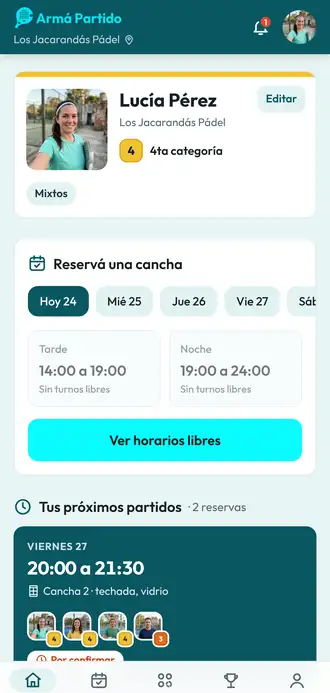 Armá Partido
Los Jacarandás Pádel
1
Lucía Pérez
Editar
Los Jacarandás Pádel
4 4ta categoría
Mixtos
Reservá una cancha
Hoy 24 Mié 25 Jue 26 Vie 27 Sáb
Tarde
14:00 a 19:00
Sin turnos libres
Noche
19:00 a 24:00
Sin turnos libres
Ver horarios libres
Tus próximos partidos · 2 reservas
VIERNES 27
20:00 a 21:30
Cancha 2 · techada, vidrio
4 4 4 3
Por confirmar